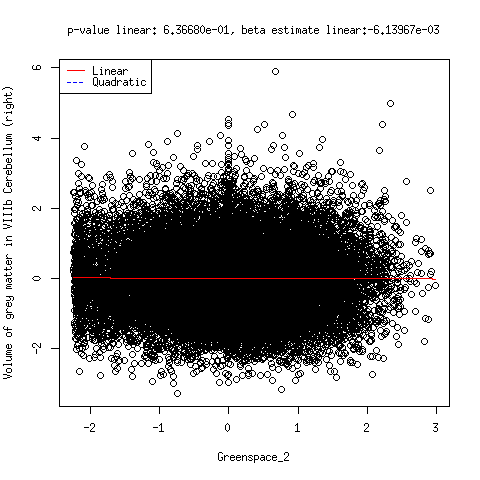 p-value linear: 6.36680e-01, beta estimate linear:-6.13967e-03
Linear
Quadratic
Volume of grey matter in VIIIb Cerebellum (right)
6
4
2
0
-2
-2
-1
0
1
2
3
Greenspace_2